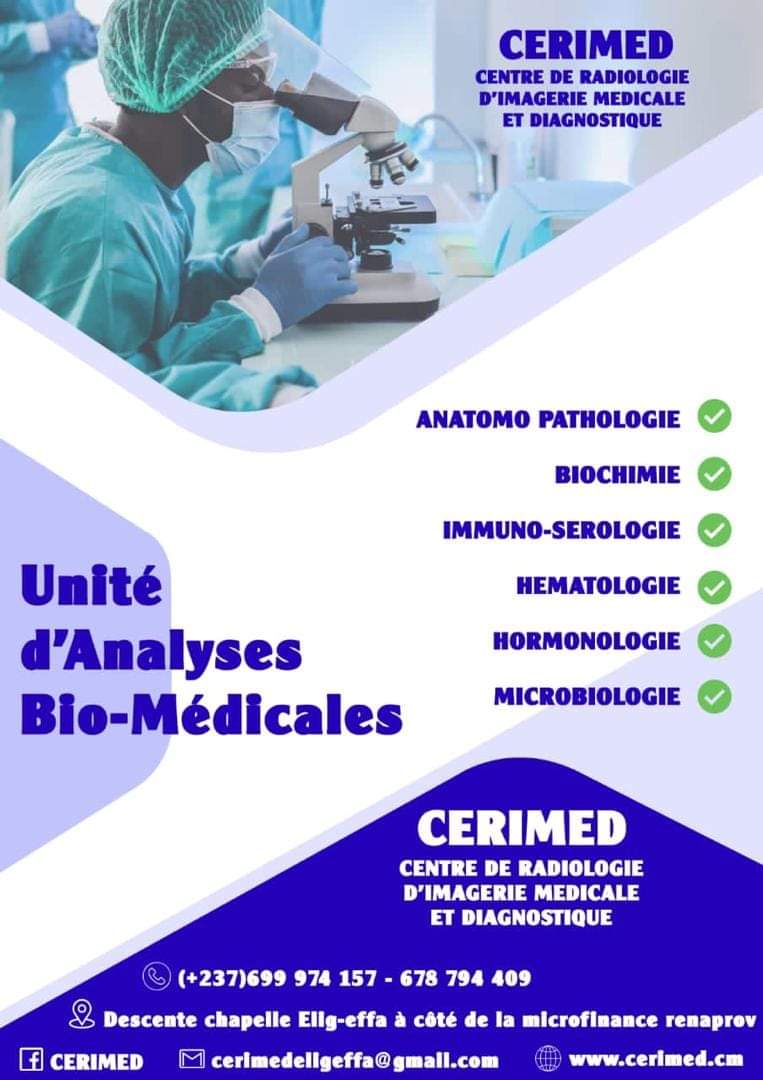 CERIMED
CENTRE DE RADIOLOGIE
D'IMAGERIE MEDICALE
ET DIAGNOSTIQUE
ANATOMO PATHOLOGIE
BIOCHIMIE
IMMUNO-SEROLOGIE
HEMATOLOGIE
HORMONOLOGIE
MICROBIOLOGIE
Unité
d'Analyses
Bio-Médicales
CERIMED
CENTRE DE RADIOLOGIE
D'IMAGERIE MEDICALE
ET DIAGNOSTIQUE
(+237)699 974 157 - 678 794 409
Descente chapelle Elig-effa à côté de la microfinance renaprov
CERIMED cerimedeligeffa@gmail.com www.cerimed.cm